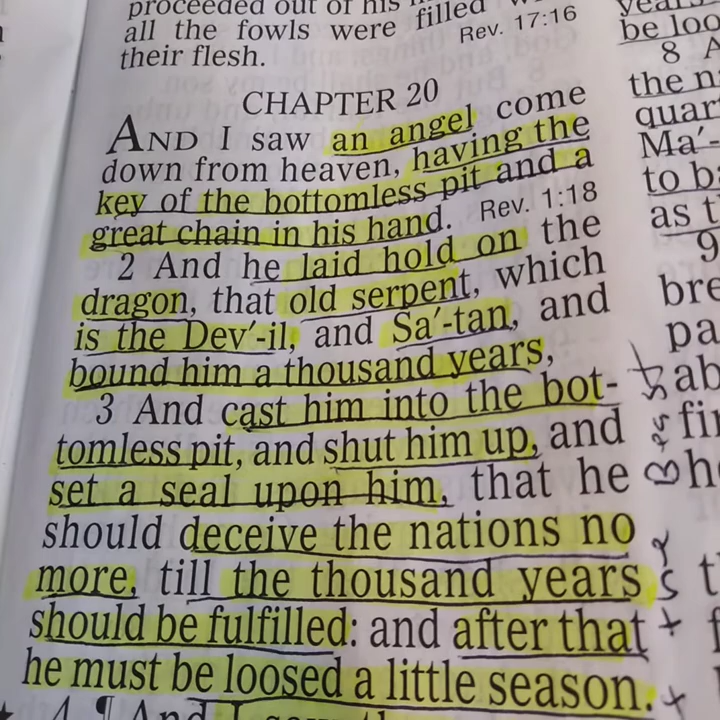 proceeded out of his
all the fowls were filled
Rev. 17:16
their flesh.
CHAPTER 20
AND I saw an angel come
down from heaven, having the
key of the bottomless pit and a
great chain in his hand. Rev. 1:18
2 And he laid hold on the
dragon, that old serpent, which
is the Dev′-il, and Sa′-tan, and
bound him a thousand years,
3 And cast him into the bot-
tomless pit, and shut him up, and
set a seal upon him, that he
should deceive the nations no
more, till the thousand years
should be fulfilled: and after that
he must be loosed a little season.
4 ¶ And I saw
be loo
8 A
the n
quar
Ma′-
to b
as t
9
bre
pa
ab